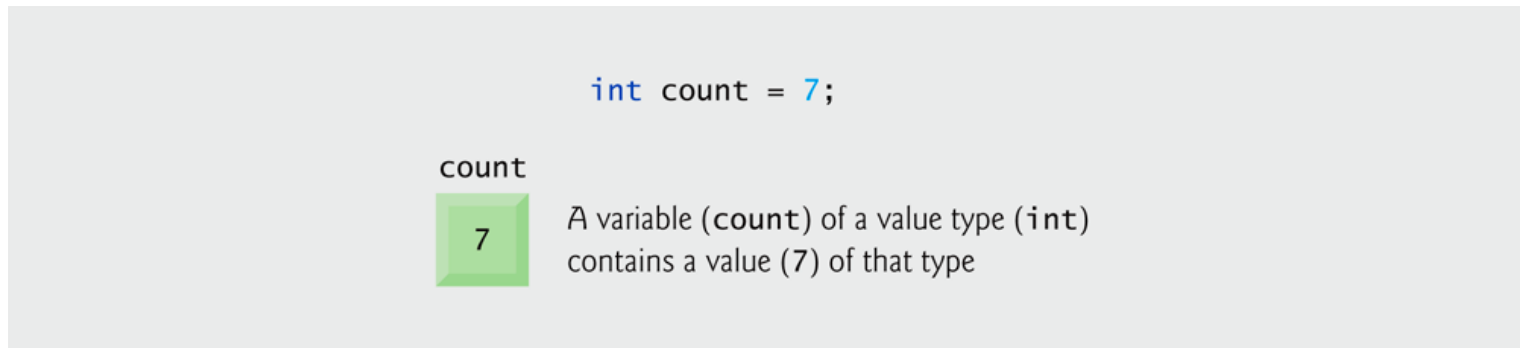 int count = 7;
count
7
A variable (count) of a value type (int)
contains a value (7) of that type